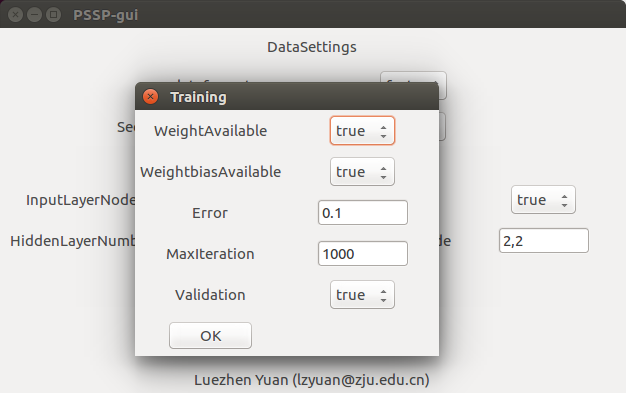 PSSP-gui
DataSettings
Training
WeightAvailable true
WeightbiasAvailable true
InputLayerNode true
Error 0.1
HiddenLayerNumb 2,2
MaxIteration 1000
Validation true
OK
Luezhen Yuan (lzyuan@zju.edu.cn)